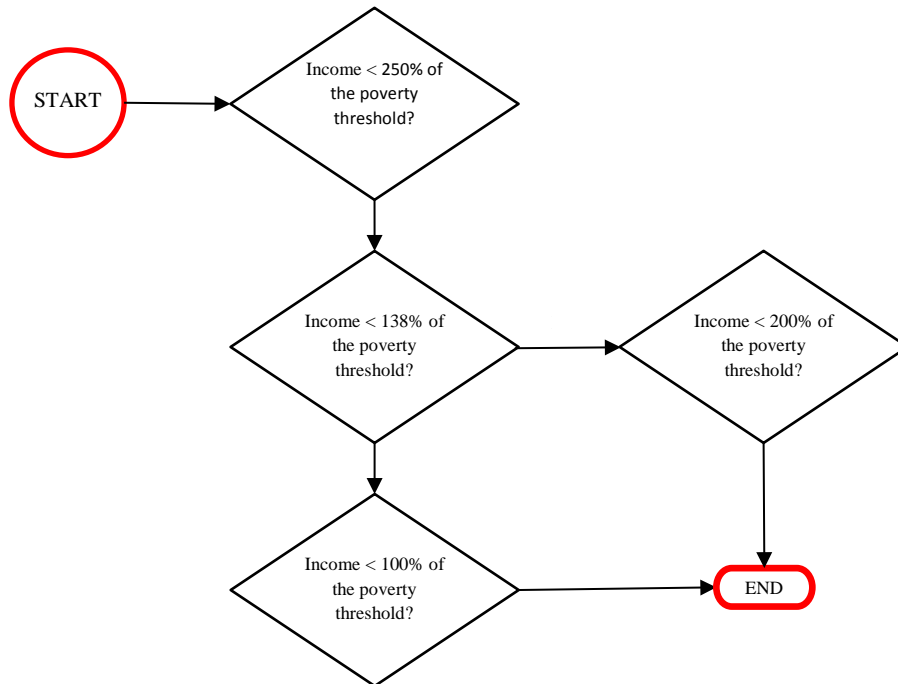 START
Income < 250% of
the poverty
threshold?
Income < 138% of
the poverty
threshold?
Income < 200% of
the poverty
threshold?
Income < 100% of
the poverty
threshold?
END